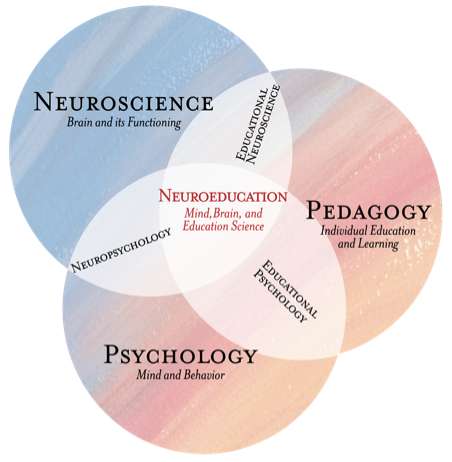 NEUROSCIENCE
Brain and its Functioning
EDUCATIONAL
NEUROSCIENCE
NEUROEDUCATION
Mind, Brain, and
Education Science
PEDAGOGY
Individual Education
and Learning
NEUROPSYCHOLOGY
EDUCATIONAL
PSYCHOLOGY
PSYCHOLOGY
Mind and Behavior